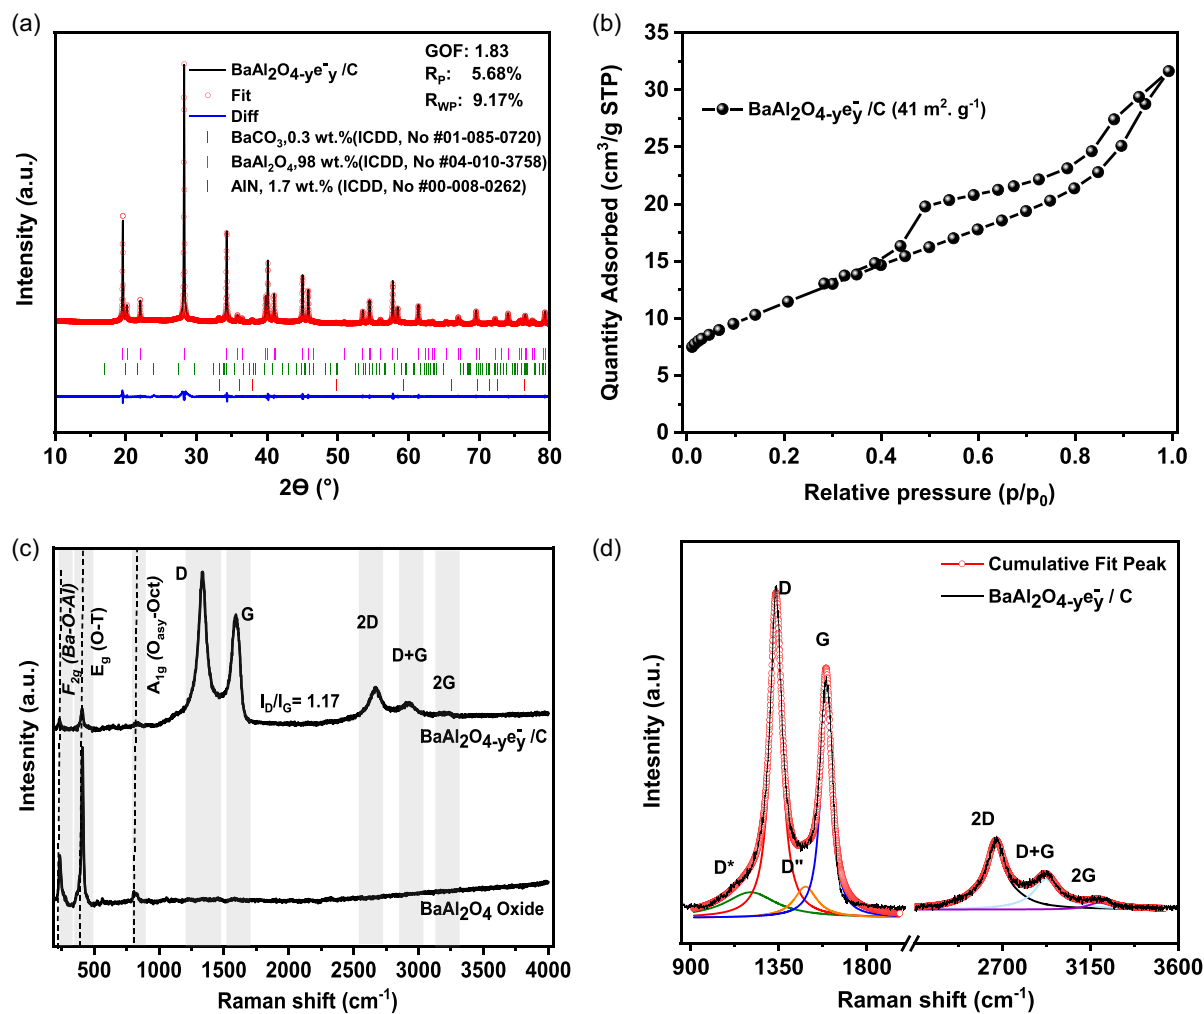 (a)
GOF: 1.83
BaAl2O4-ye-y /C
RP: 5.68%
Fit
RWP: 9.17%
Diff
BaCO3,0.3 wt.%(ICDD, No #01-085-0720)
BaAl2O4,98 wt.%(ICDD, No #04-010-3758)
AlN, 1.7 wt.% (ICDD, No #00-008-0262)
Intensity (a.u.)
10 20 30 40 50 60 70 80
2Ө (°)
(b)
35
30
25
20
15
10
5
0
BaAl2O4-ye-y /C (41 m2. g-1)
Quantity Adsorbed (cm3/g STP)
0.0 0.2 0.4 0.6 0.8 1.0
Relative pressure (p/p0)
(c)
F2g (Ba-O-Al)
Eg (O-T)
A1g (Oasy-Oct)
D
G
2D
D+G
2G
ID/IG= 1.17
BaAl2O4-ye-y /C
BaAl2O4 Oxide
Intesnity (a.u.)
500 1000 1500 2000 2500 3000 3500 4000
Raman shift (cm-1)
(d)
Cumulative Fit Peak
BaAl2O4-ye-y / C
D
G
D*
D"
2D
D+G
2G
Intesnity (a.u.)
900 1350 1800 2700 3150 3600
Raman shift (cm-1)